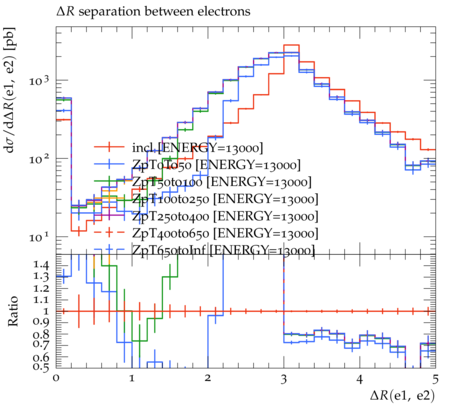 ΔR separation between electrons
dσ/dΔR(e1, e2) [pb]
10³
10²
10¹
incl [ENERGY=13000]
ZpT0To50 [ENERGY=13000]
ZpT50to100 [ENERGY=13000]
ZpT100to250 [ENERGY=13000]
ZpT250to400 [ENERGY=13000]
ZpT400to650 [ENERGY=13000]
ZpT650toInf [ENERGY=13000]
Ratio
1.4
1.3
1.2
1.1
1
0.9
0.8
0.7
0.6
0.5
0 1 2 3 4 5
ΔR(e1, e2)